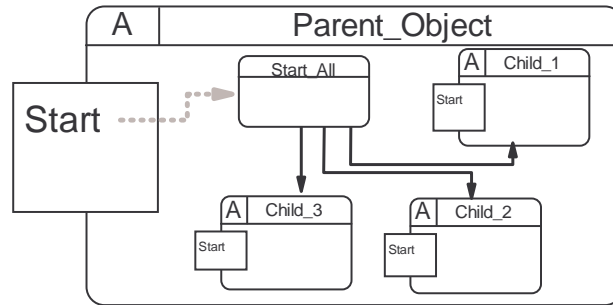 A Parent_Object
Start
Start_All
A Child_1
Start
A Child_3
Start
A Child_2
Start